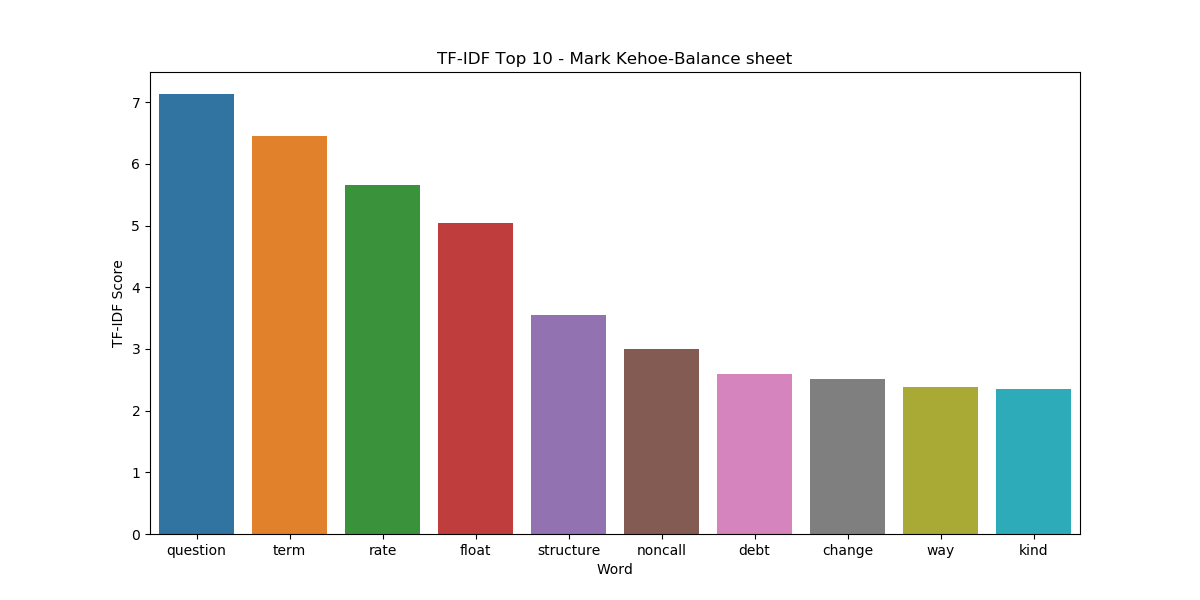 TF-IDF Top 10 - Mark Kehoe-Balance sheet
TF-IDF Score
7
6
5
4
3
2
1
0
question term rate float structure noncall debt change way kind
Word